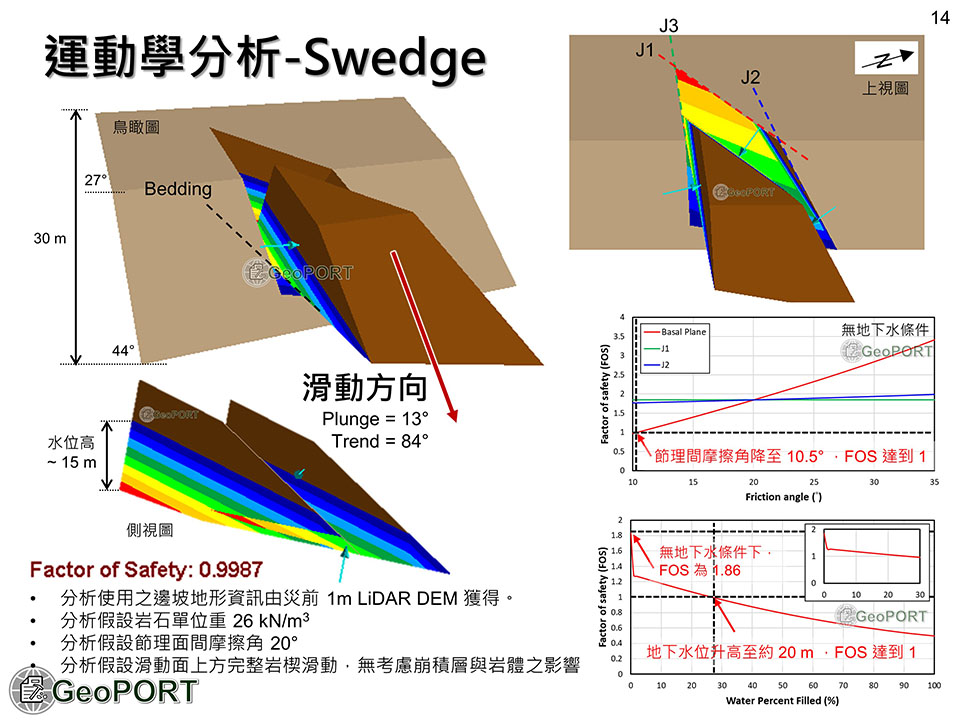 14
運動學分析-Swedge
鳥瞰圖
27°
Bedding
30 m
44°
GeoPORT
滑動方向
Plunge = 13°
Trend = 84°
J3
J1
J2
N
上視圖
GeoPORT
GeoPORT
水位高
~ 15 m
側視圖
Factor of Safety: 0.9987
• 分析使用之邊坡地形資訊由災前 1m LiDAR DEM 獲得。
• 分析假設岩石單位重 26 kN/m³
• 分析假設節理面間摩擦角 20°
• 分析假設滑動面上方完整岩楔滑動，無考慮崩積層與岩體之影響
GeoPORT
Factor of safety (FOS)
4
3.5
3
2.5
2
1.5
1
0.5
0
Basal Plane
J1
J2
無地下水條件
GeoPORT
節理間摩擦角降至 10.5° ，FOS 達到 1
10 15 20 25 30 35
Friction angle (°)
Factor of safety (FOS)
2
1.8
1.6
1.4
1.2
1
0.8
0.6
0.4
0.2
0
無地下水條件下，
FOS 為 1.86
2
1
0
0 10 20 30
GeoPORT
地下水位升高至約 20 m ，FOS 達到 1
0 10 20 30 40 50 60 70 80 90 100
Water Percent Filled (%)